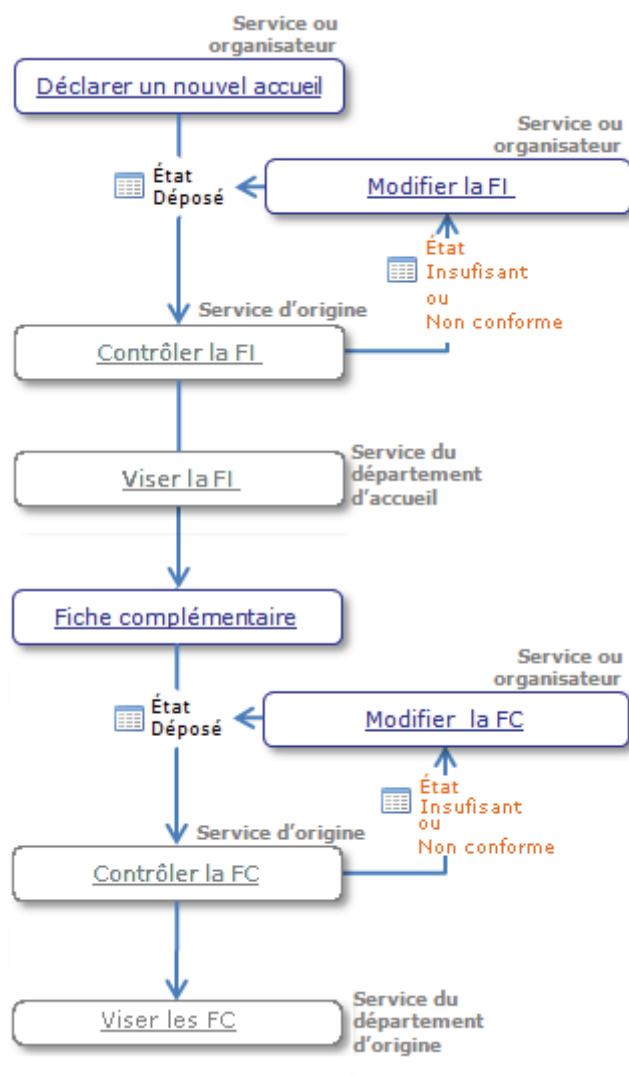 Service ou
organisateur
Déclarer un nouvel accueil
Service ou
organisateur
État
Déposé
Modifier la FI
État
Insufisant
ou
Non conforme
Service d'origine
Contrôler la FI
Service du
département
d'accueil
Viser la FI
Fiche complémentaire
Service ou
organisateur
État
Déposé
Modifier la FC
État
Insufisant
ou
Non conforme
Service d'origine
Contrôler la FC
Service du
département
d'origine
Viser les FC